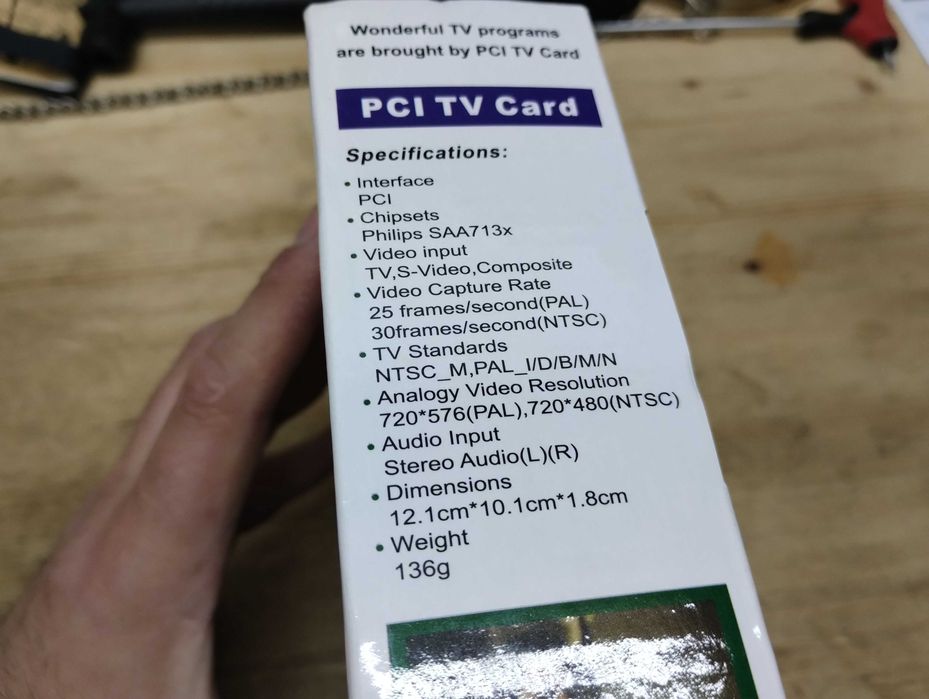 Wonderful TV programs
are brought by PCI TV Card
PCI TV Card
Specifications:
• Interface
PCI
• Chipsets
Philips SAA713x
• Video input
TV,S-Video,Composite
• Video Capture Rate
25 frames/second(PAL)
30frames/second(NTSC)
• TV Standards
NTSC_M,PAL_I/D/B/M/N
• Analogy Video Resolution
720*576(PAL),720*480(NTSC)
• Audio Input
Stereo Audio(L)(R)
• Dimensions
12.1cm*10.1cm*1.8cm
• Weight
136g